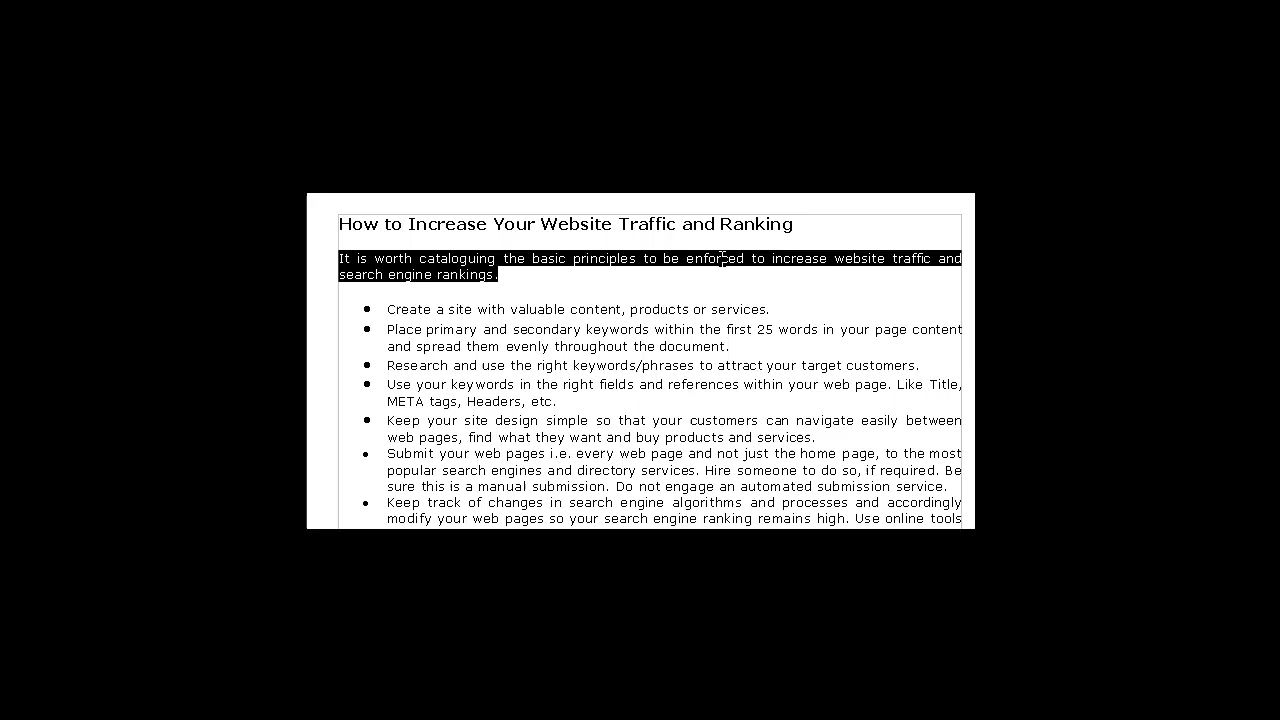 How to Increase Your Website Traffic and Ranking
It is worth cataloguing the basic principles to be enforced to increase website traffic and
search engine rankings.
Create a site with valuable content, products or services.
Place primary and secondary keywords within the first 25 words in your page content
and spread them evenly throughout the document.
Research and use the right keywords/phrases to attract your target customers.
Use your keywords in the right fields and references within your web page. Like Title,
META tags, Headers, etc.
Keep your site design simple so that your customers can navigate easily between
web pages, find what they want and buy products and services.
Submit your web pages i.e. every web page and not just the home page, to the most
popular search engines and directory services. Hire someone to do so, if required. Be
sure this is a manual submission. Do not engage an automated submission service.
Keep track of changes in search engine algorithms and processes and accordingly
modify your web pages so your search engine ranking remains high. Use online tools